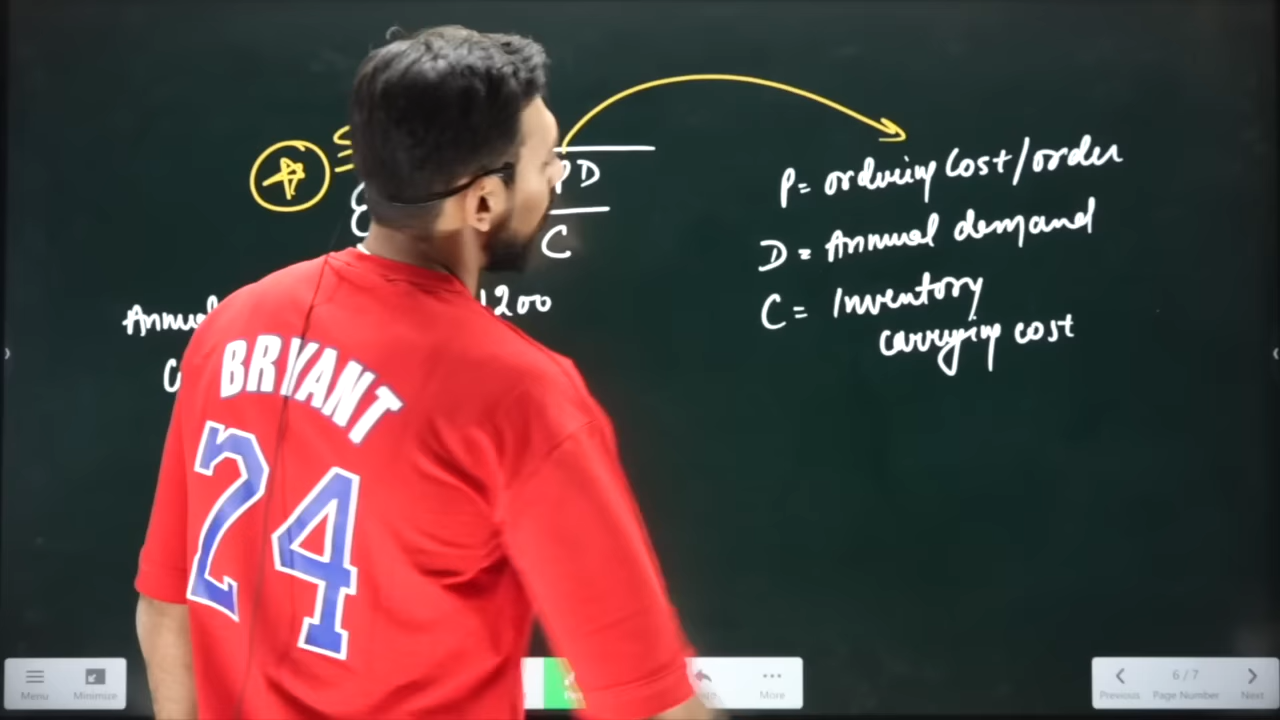 PD
C
P= ordering cost/order
D = Annual demand
C = Inventory
carrying cost
Annual
1200
BRYANT
24
Menu
Minimize
More
Previous
6/7
Page Number
Next